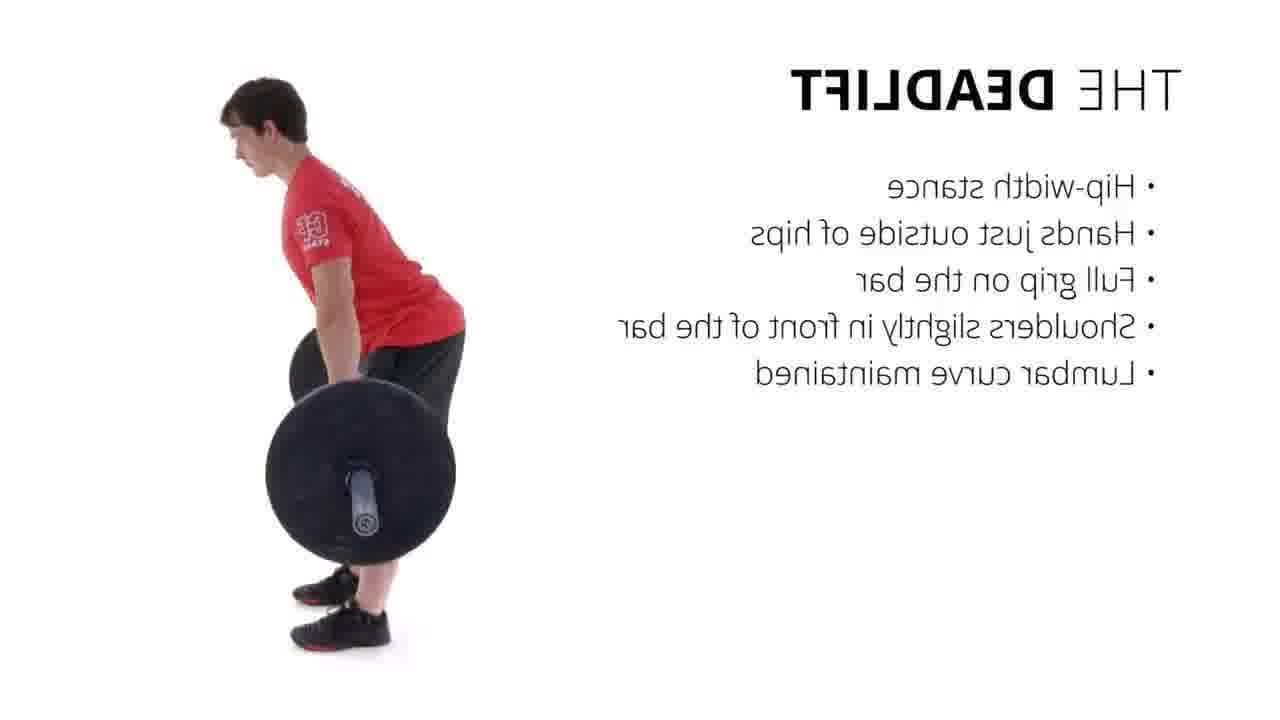 THE DEADLIFT
• Hip-width stance
• Hands just outside of hips
• Full grip on the bar
• Shoulders slightly in front of the bar
• Lumbar curve maintained